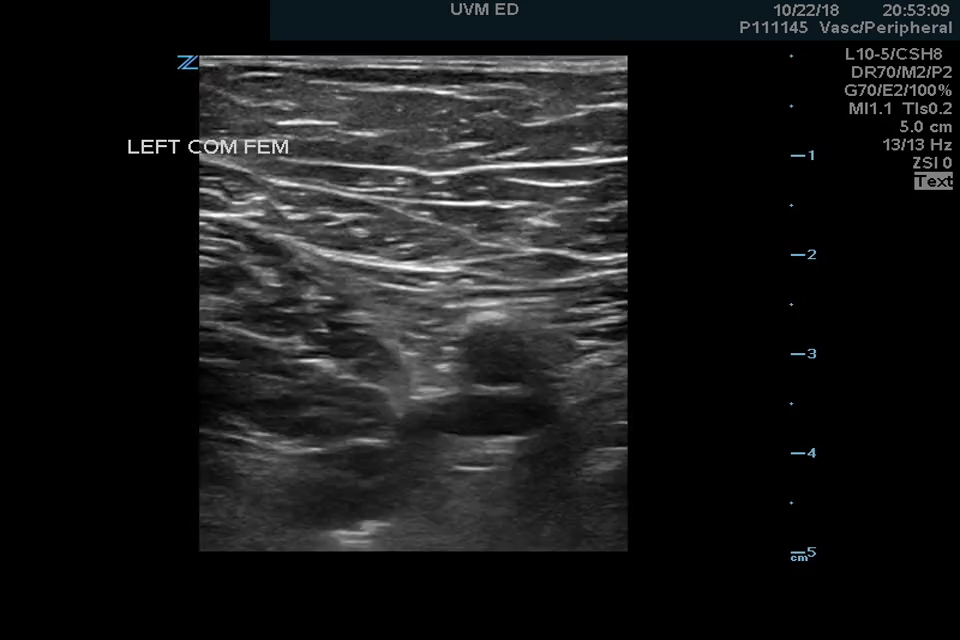 UVM ED
10/22/18 20:53:09
P111145 Vasc/Peripheral
L10-5/CSH8
DR70/M2/P2
G70/E2/100%
MI1.1 TIs0.2
5.0 cm
13/13 Hz
ZSI 0
Text
Z
LEFT COM FEM
1
2
3
4
5
cm